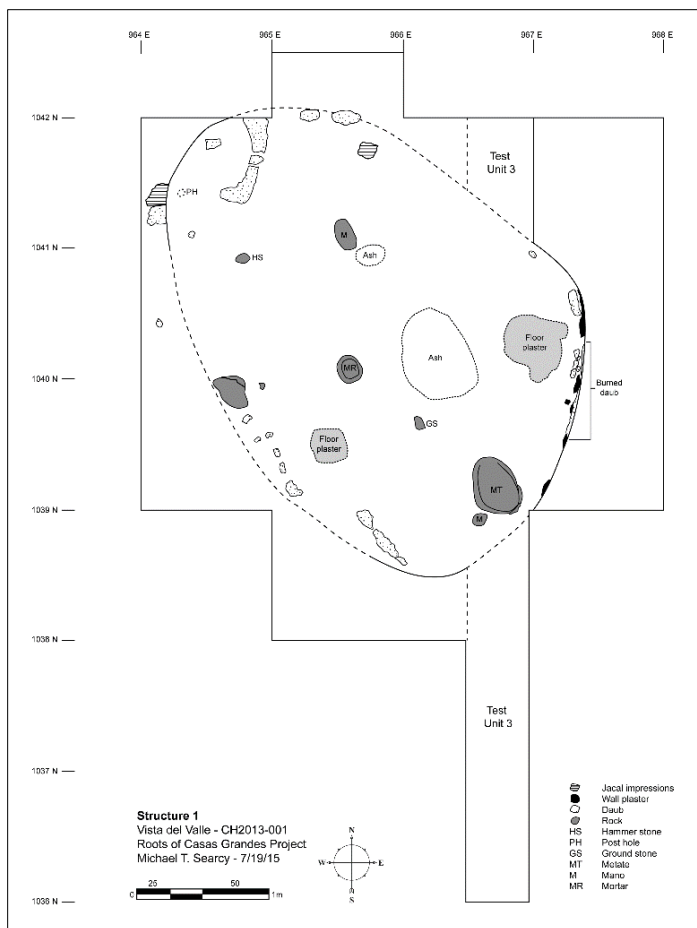 964 E
965 E
966 E
967 E
968 E
1042 N
Test
Unit 3
PH
M
1041 N
HS
Ash
Floor
plaster
Ash
1040 N
MR
Burned
daub
GS
Floor
plaster
MT
1039 N
M
1038 N
Test
Unit 3
1037 N
Jacal impressions
Wall plaster
Daub
Rock
HS Hammer stone
PH Post hole
GS Ground stone
MT Metate
M Mano
MR Mortar
Structure 1
Vista del Valle - CH2013-001
Roots of Casas Grandes Project
Michael T. Searcy - 7/19/15
N
W E
S
25 50
0 1m
1036 N